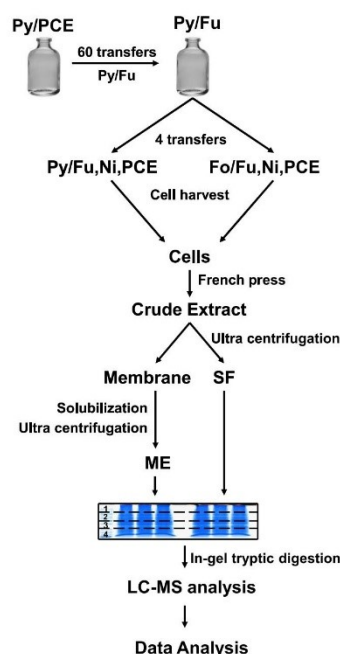 Py/PCE
60 transfers
Py/Fu
Py/Fu
4 transfers
Py/Fu,Ni,PCE
Fo/Fu,Ni,PCE
Cell harvest
Cells
French press
Crude Extract
Ultra centrifugation
Membrane
SF
Solubilization
Ultra centrifugation
ME
1
2
3
4
In-gel tryptic digestion
LC-MS analysis
Data Analysis